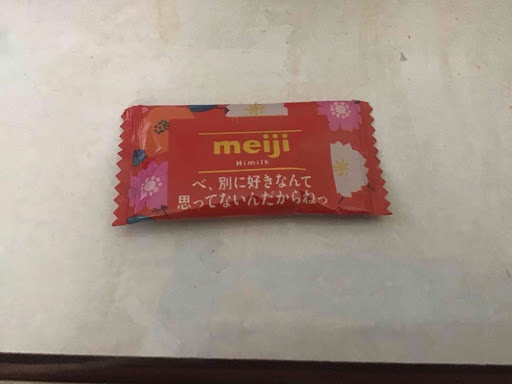 meiji
Himilk
べ、別に好きなんて
思ってないんだからねっ